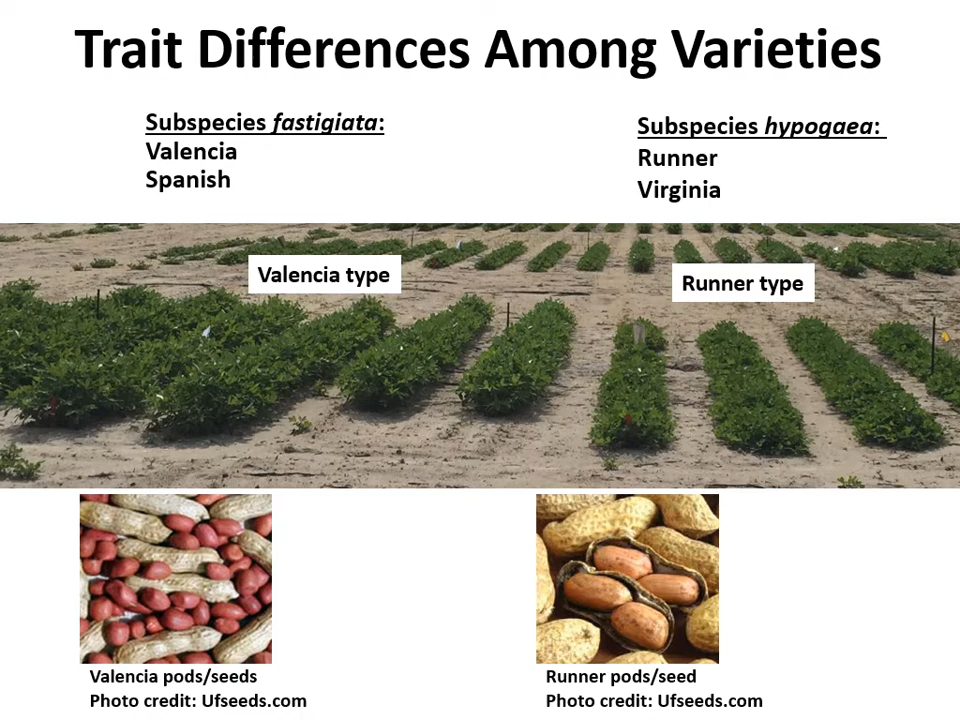 Trait Differences Among Varieties
Subspecies fastigiata:
Valencia
Spanish
Subspecies hypogaea:
Runner
Virginia
Valencia type
Runner type
Valencia pods/seeds
Photo credit: Ufseeds.com
Runner pods/seed
Photo credit: Ufseeds.com